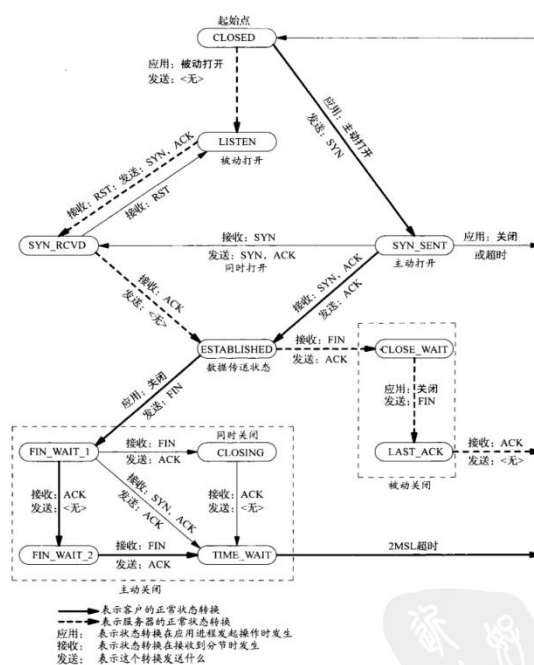 起始点
CLOSED
应用：被动打开
发送：<无>
应用：主动打开
发送：SYN
LISTEN
被动打开
接收：RST；发送：SYN，ACK
接收：RST
SYN_RCVD
接收：SYN
发送：SYN，ACK
同时打开
SYN_SENT
主动打开
应用：关闭
或超时
接收：ACK
发送：<无>
接收：SYN，ACK
发送：ACK
ESTABLISHED
数据传送状态
接收：FIN
发送：ACK
CLOSE_WAIT
应用：关闭
发送：FIN
应用：关闭
发送：FIN
LAST_ACK
接收：ACK
发送：<无>
被动关闭
同时关闭
FIN_WAIT_1
接收：FIN
发送：ACK
CLOSING
接收：ACK
发送：<无>
接收：SYN，ACK
发送：ACK
接收：ACK
发送：<无>
FIN_WAIT_2
接收：FIN
发送：ACK
TIME_WAIT
2MSL超时
主动关闭
表示客户的正常状态转换
表示服务器的正常状态转换
应用： 表示状态转换在应用进程发起操作时发生
接收： 表示状态转换在接收到分节时发生
发送： 表示这个转换发送什么